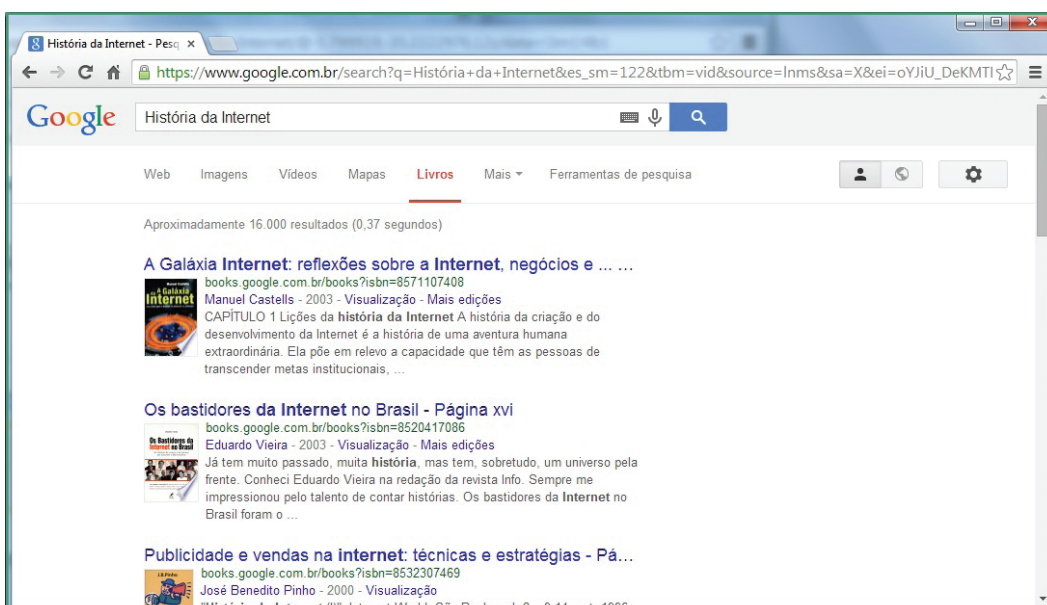 História da Internet - Pesq
https://www.google.com.br/search?q=História+da+Internet&es_sm=122&tbm=vid&source=lnms&sa=X&ei=oYJiU_DeKMTI
Google História da Internet
Web Imagens Vídeos Mapas Livros Mais Ferramentas de pesquisa
Aproximadamente 16.000 resultados (0,37 segundos)
A Galáxia Internet: reflexões sobre a Internet, negócios e ... ...
books.google.com.br/books?isbn=8571107408
Manuel Castells - 2003 - Visualização - Mais edições
CAPÍTULO 1 Lições da história da Internet A história da criação e do
desenvolvimento da Internet é a história de uma aventura humana
extraordinária. Ela põe em relevo a capacidade que têm as pessoas de
transcender metas institucionais, ...
Os bastidores da Internet no Brasil - Página xvi
books.google.com.br/books?isbn=8520417086
Eduardo Vieira - 2003 - Visualização - Mais edições
Já tem muito passado, muita história, mas tem, sobretudo, um universo pela
frente. Conheci Eduardo Vieira na redação da revista Info. Sempre me
impressionou pelo talento de contar histórias. Os bastidores da Internet no
Brasil foram o ...
Publicidade e vendas na internet: técnicas e estratégias - Pá...
books.google.com.br/books?isbn=8532307469
José Benedito Pinho - 2000 - Visualização